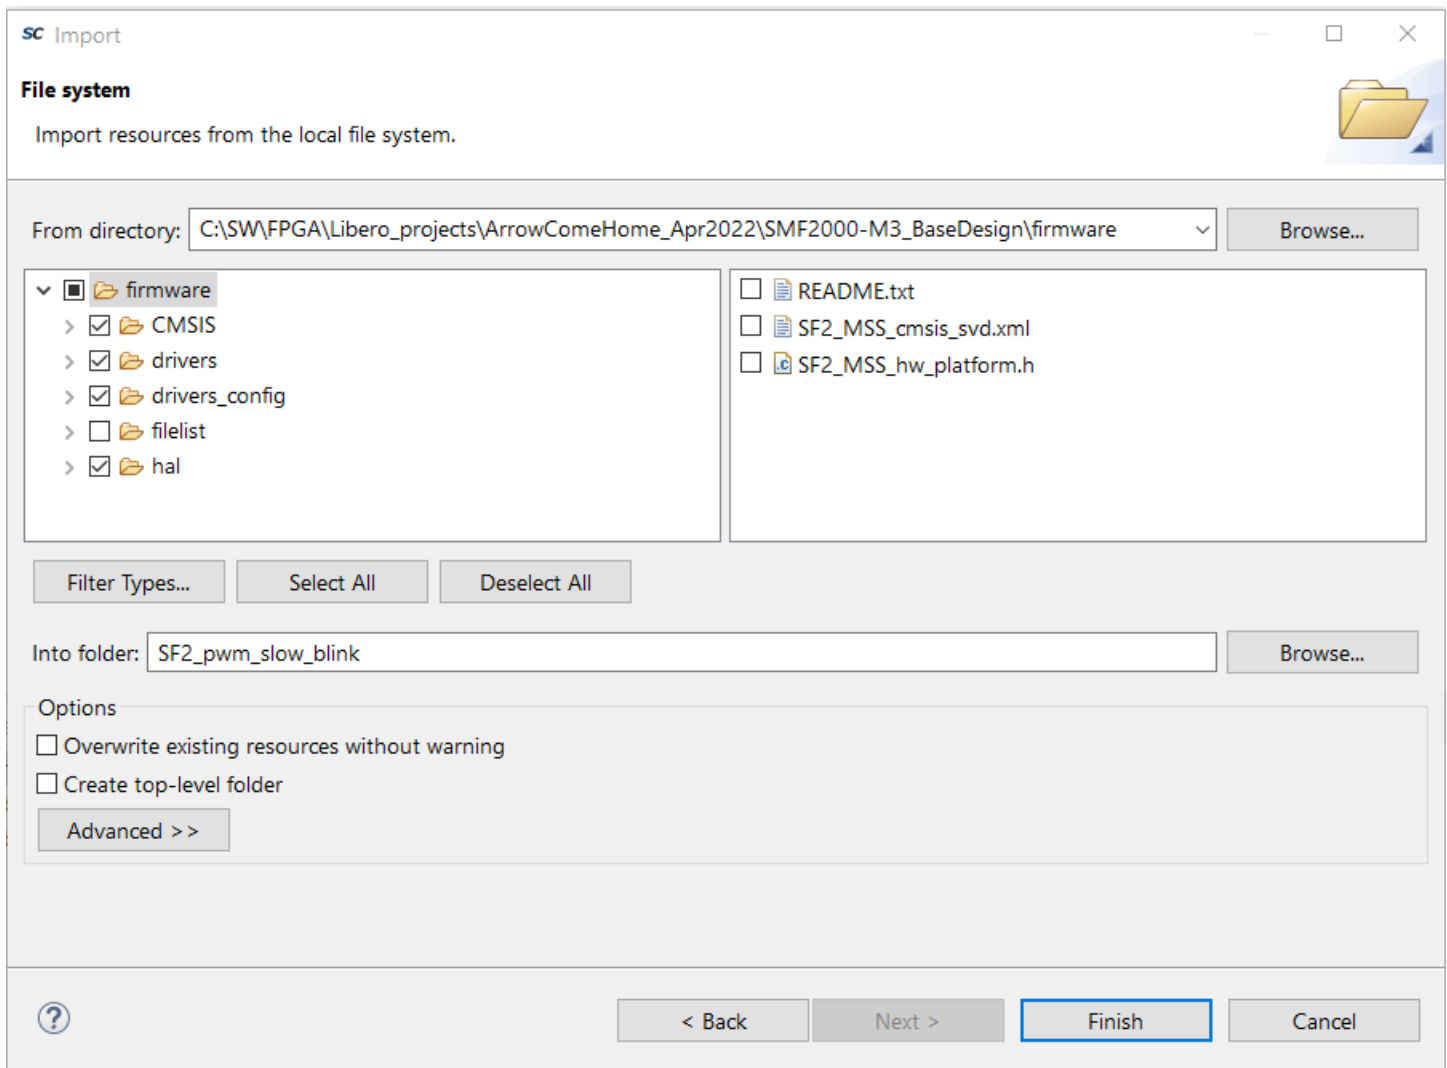 SC Import
File system
Import resources from the local file system.
From directory: C:\SW\FPGA\Libero_projects\ArrowComeHome_Apr2022\SMF2000-M3_BaseDesign\firmware Browse...
firmware
CMSIS
drivers
drivers_config
filelist
hal
README.txt
SF2_MSS_cmsis_svd.xml
.c SF2_MSS_hw_platform.h
Filter Types... Select All Deselect All
Into folder: SF2_pwm_slow_blink Browse...
Options
Overwrite existing resources without warning
Create top-level folder
Advanced >>
? < Back Next > Finish Cancel